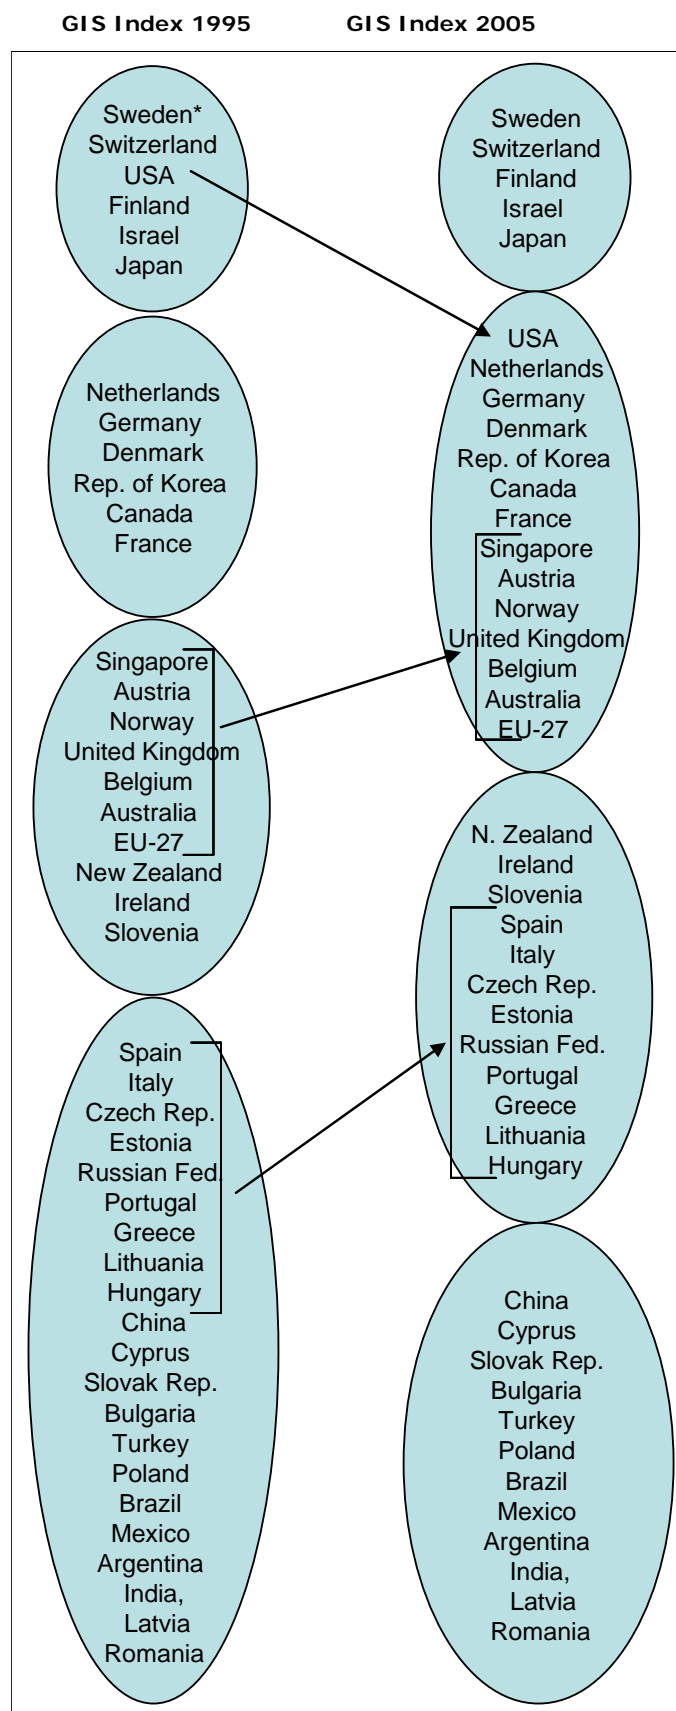 GIS Index 1995
GIS Index 2005
Sweden*
Switzerland
USA
Finland
Israel
Japan
Netherlands
Germany
Denmark
Rep. of Korea
Canada
France
Singapore
Austria
Norway
United Kingdom
Belgium
Australia
EU-27
New Zealand
Ireland
Slovenia
Spain
Italy
Czech Rep.
Estonia
Russian Fed.
Portugal
Greece
Lithuania
Hungary
China
Cyprus
Slovak Rep.
Bulgaria
Turkey
Poland
Brazil
Mexico
Argentina
India,
Latvia
Romania
Sweden
Switzerland
Finland
Israel
Japan
USA
Netherlands
Germany
Denmark
Rep. of Korea
Canada
France
Singapore
Austria
Norway
United Kingdom
Belgium
Australia
EU-27
N. Zealand
Ireland
Slovenia
Spain
Italy
Czech Rep.
Estonia
Russian Fed.
Portugal
Greece
Lithuania
Hungary
China
Cyprus
Slovak Rep.
Bulgaria
Turkey
Poland
Brazil
Mexico
Argentina
India,
Latvia
Romania